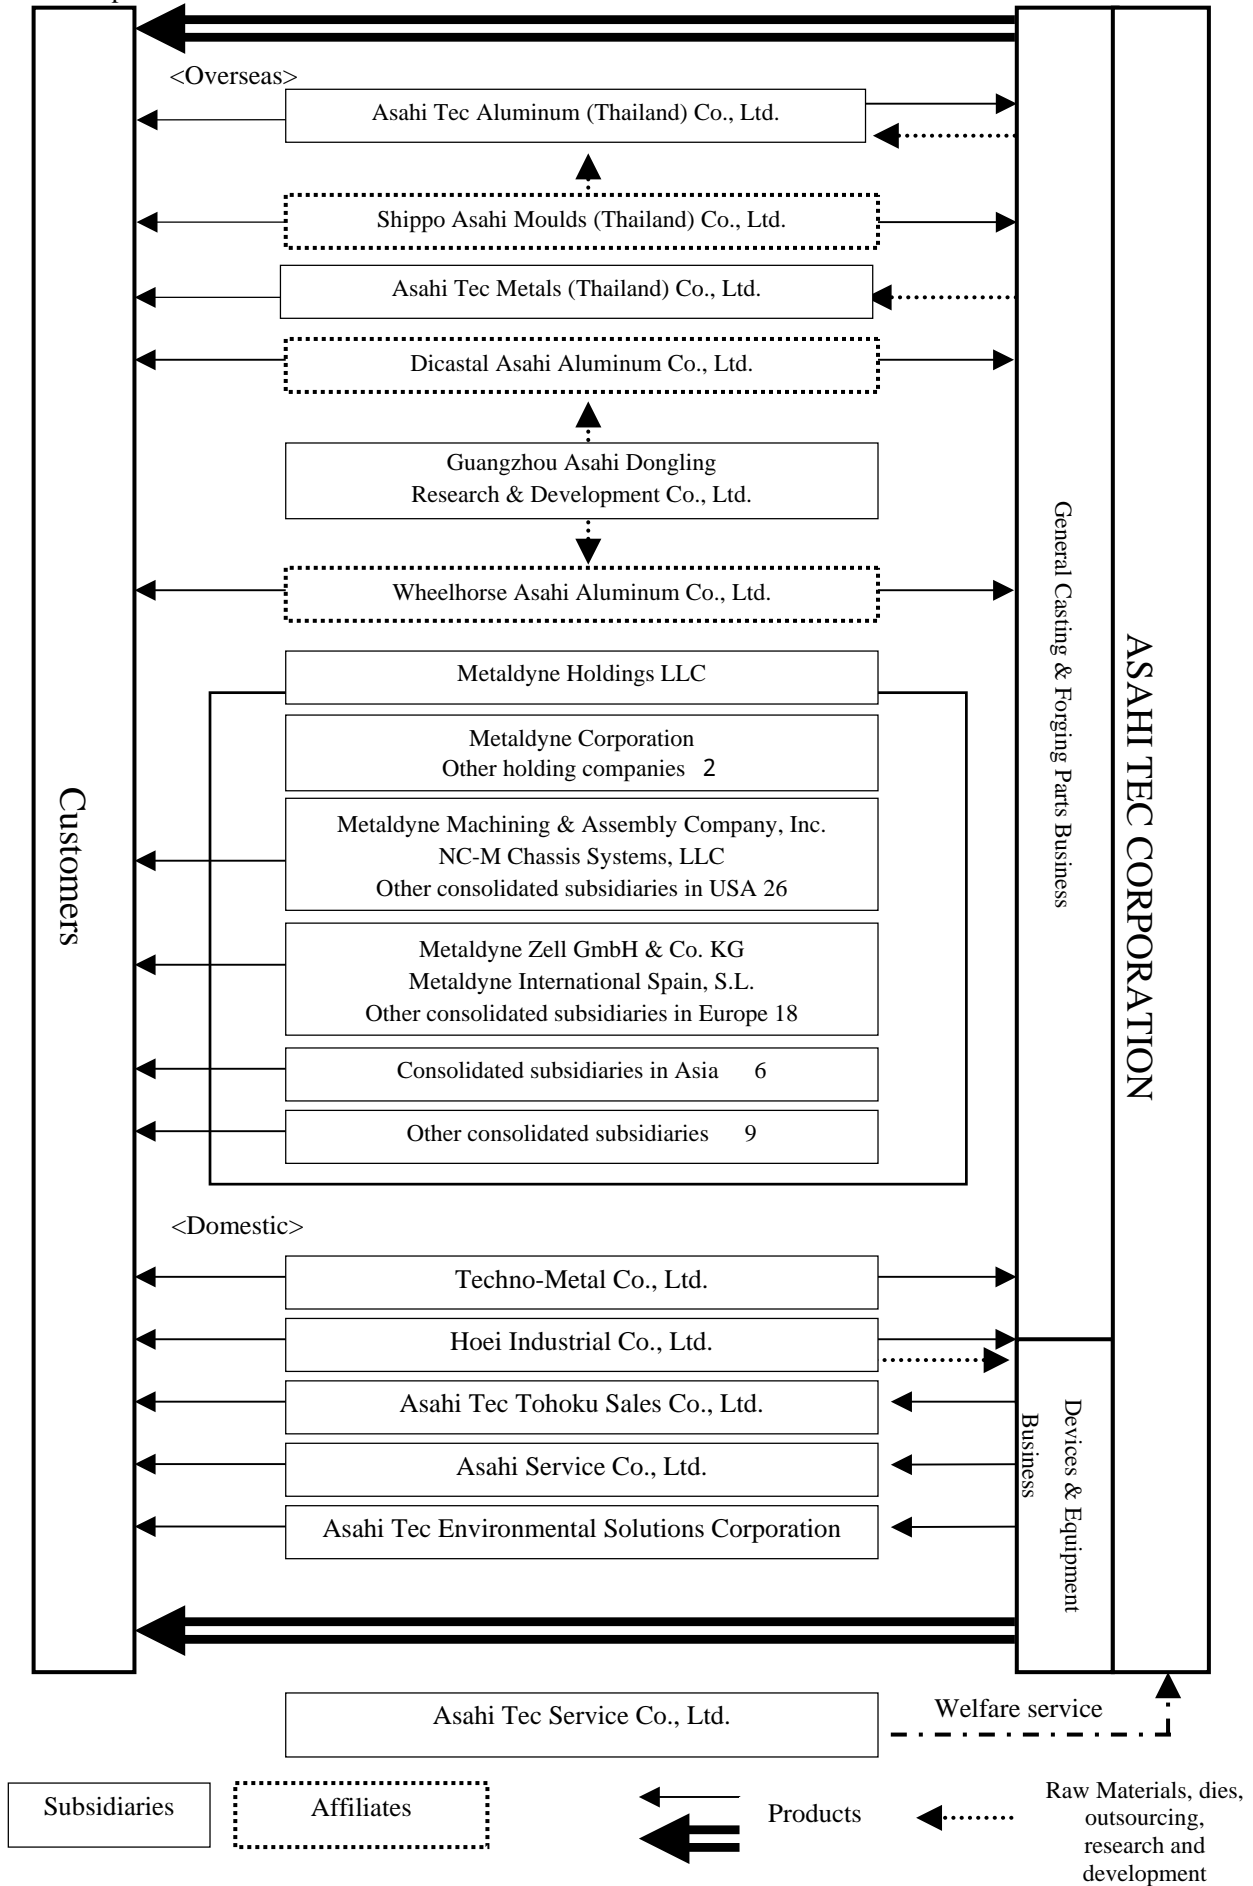 <Overseas>
Asahi Tec Aluminum (Thailand) Co., Ltd.
Shippo Asahi Moulds (Thailand) Co., Ltd.
Asahi Tec Metals (Thailand) Co., Ltd.
Dicastal Asahi Aluminum Co., Ltd.
Guangzhou Asahi Dongling
Research & Development Co., Ltd.
Wheelhorse Asahi Aluminum Co., Ltd.
Metaldyne Holdings LLC
Metaldyne Corporation
Other holding companies 2
Metaldyne Machining & Assembly Company, Inc.
NC-M Chassis Systems, LLC
Other consolidated subsidiaries in USA 26
Metaldyne Zell GmbH & Co. KG
Metaldyne International Spain, S.L.
Other consolidated subsidiaries in Europe 18
Consolidated subsidiaries in Asia 6
Other consolidated subsidiaries 9
<Domestic>
Techno-Metal Co., Ltd.
Hoei Industrial Co., Ltd.
Asahi Tec Tohoku Sales Co., Ltd.
Asahi Service Co., Ltd.
Asahi Tec Environmental Solutions Corporation
Customers
General Casting & Forging Parts Business
Devices & Equipment
Business
ASAHI TEC CORPORATION
Asahi Tec Service Co., Ltd.
Welfare service
Subsidiaries
Affiliates
Products
Raw Materials, dies,
outsourcing,
research and
development